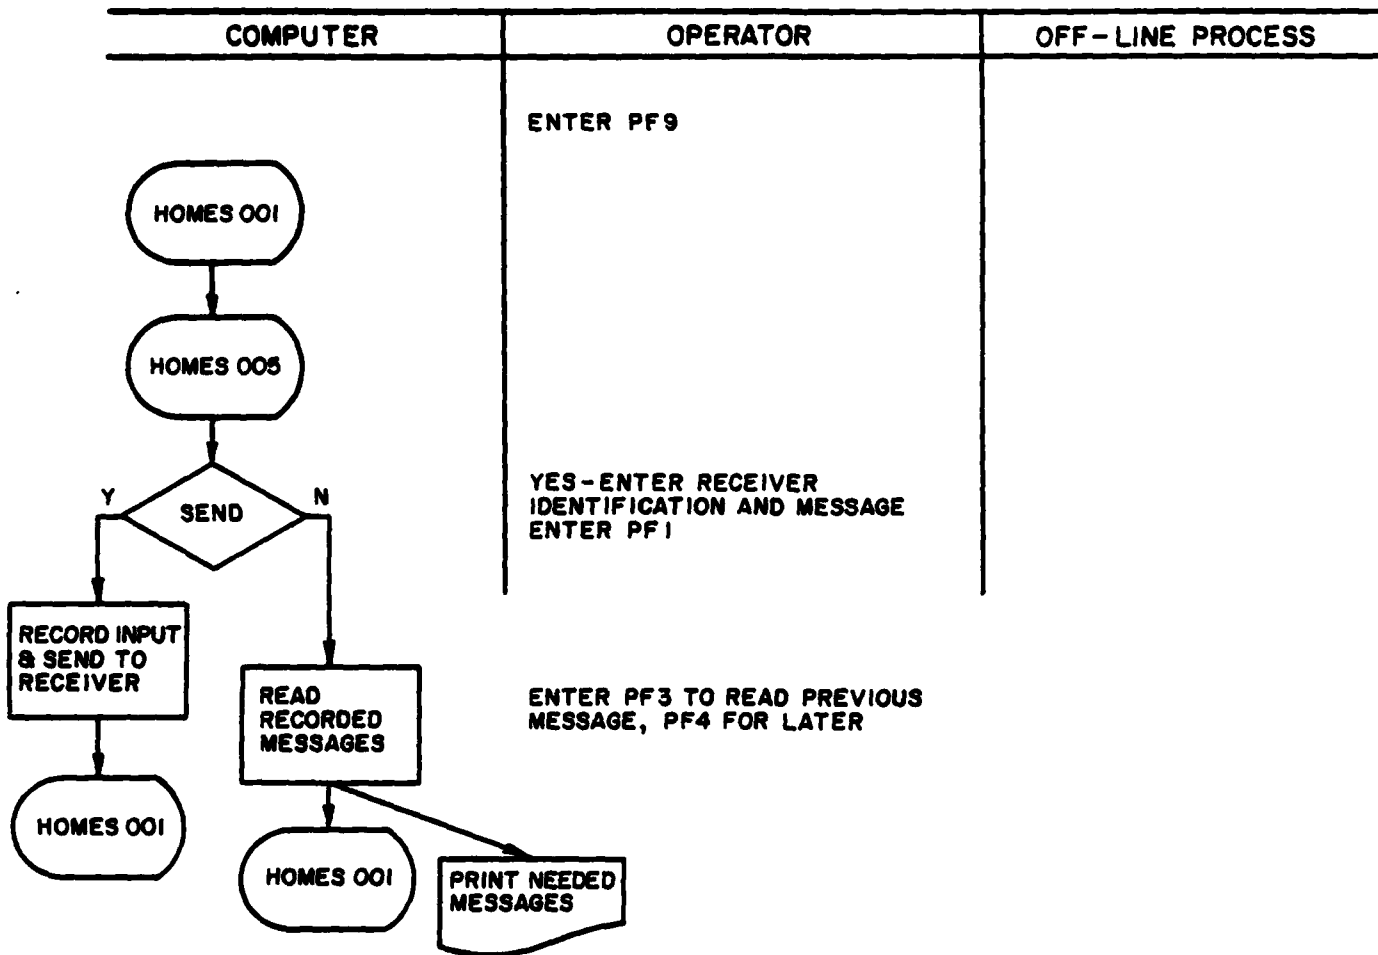 COMPUTER
OPERATOR
OFF-LINE PROCESS
ENTER PF9
HOMES 001
HOMES 005
Y
SEND
N
YES-ENTER RECEIVER
IDENTIFICATION AND MESSAGE
ENTER PF1
RECORD INPUT
& SEND TO
RECEIVER
READ
RECORDED
MESSAGES
ENTER PF3 TO READ PREVIOUS
MESSAGE, PF4 FOR LATER
HOMES 001
HOMES 001
PRINT NEEDED
MESSAGES